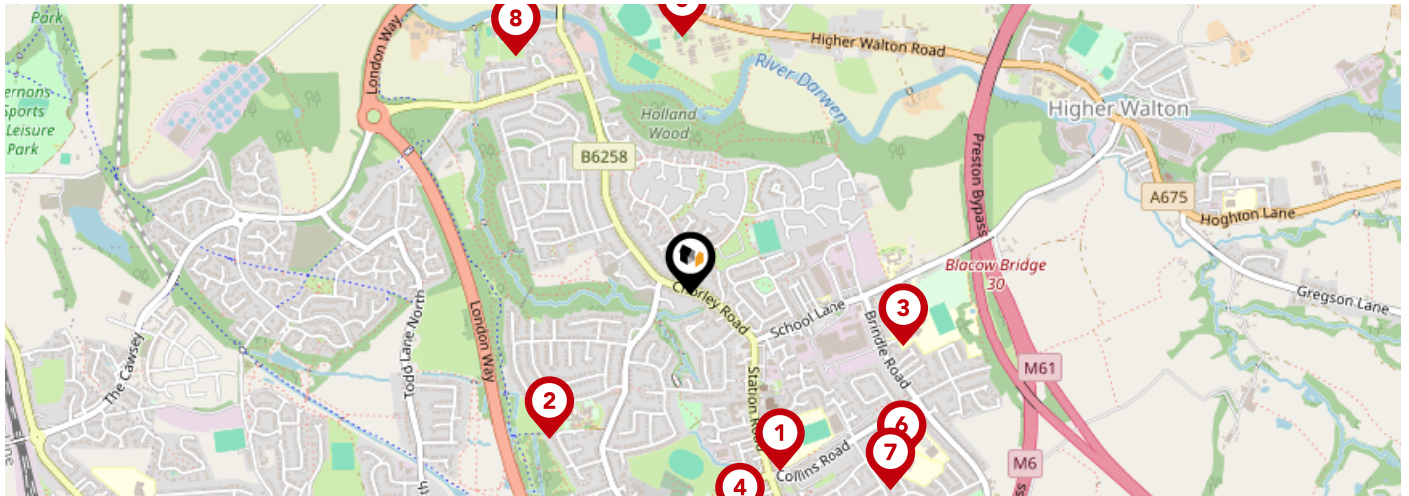 Park
8
Higher Walton Road
London Way
River Darwen
ernons
Sports
Leisure
Park
Holland
Wood
Higher Walton
B6258
Preston Bypass
A675
Hoghton Lane
Blacow Bridge
30
Chorley Road
School Lane
Gregson Lane
3
Brindle Road
London Way
Todd Lane North
The Cawsey
M61
2
Station Road
1
6
7
Collins Road
M6
4